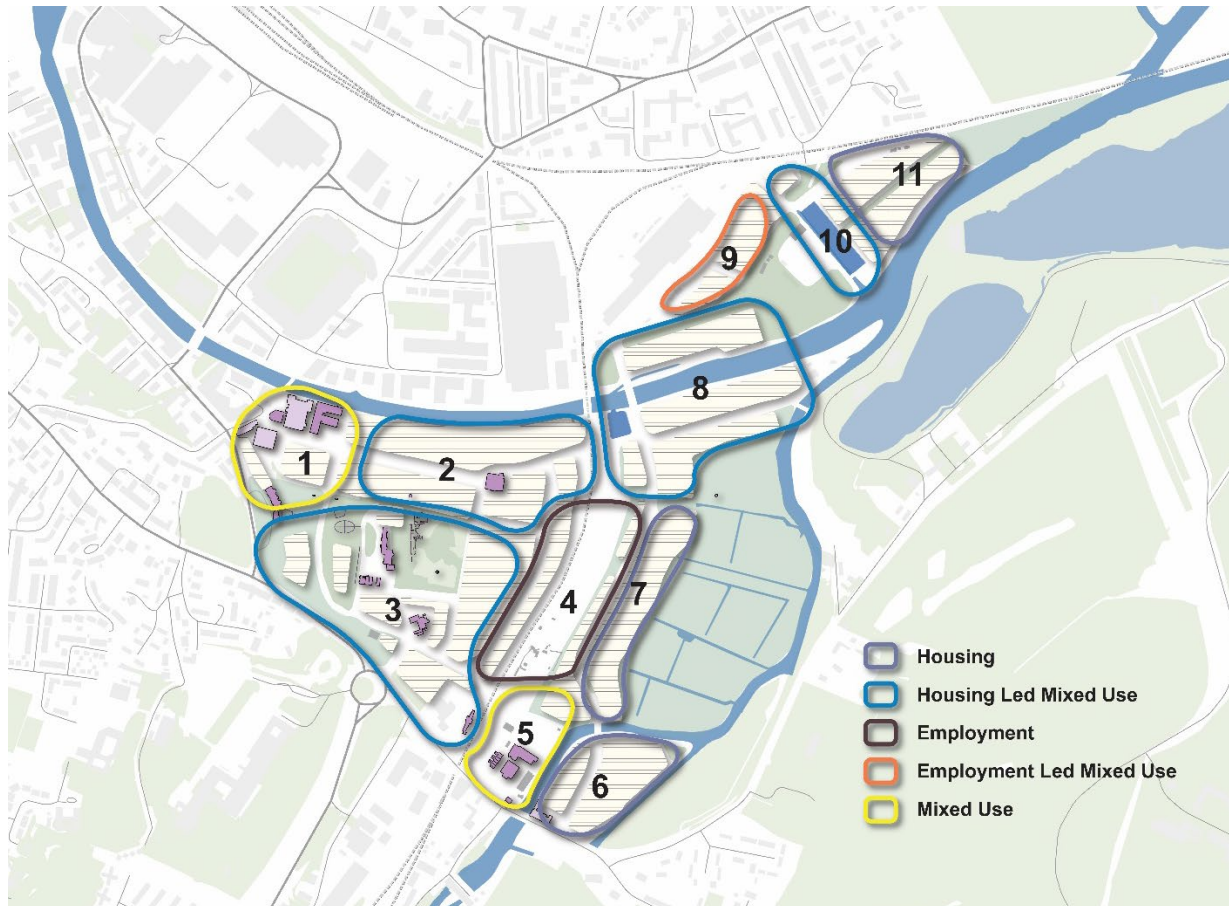 11
10
9
8
1
2
3
4
7
5
6
Housing
Housing Led Mixed Use
Employment
Employment Led Mixed Use
Mixed Use